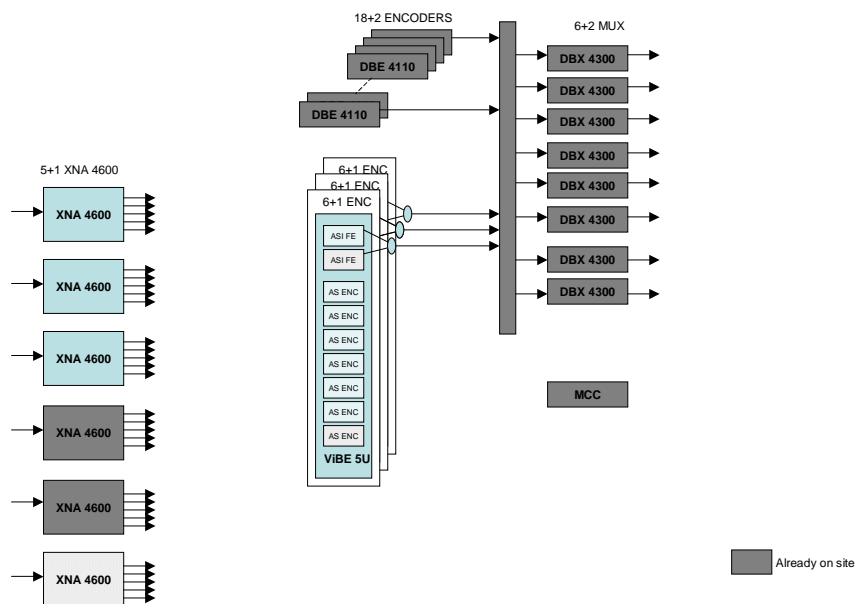 18+2 ENCODERS
6+2 MUX
DBE 4110
DBE 4110
DBX 4300
DBX 4300
DBX 4300
DBX 4300
DBX 4300
DBX 4300
DBX 4300
DBX 4300
MCC
5+1 XNA 4600
XNA 4600
XNA 4600
XNA 4600
XNA 4600
XNA 4600
XNA 4600
6+1 ENC
6+1 ENC
6+1 ENC
ASI FE
ASI FE
AS ENC
AS ENC
AS ENC
AS ENC
AS ENC
AS ENC
AS ENC
ViBE 5U
Already on site